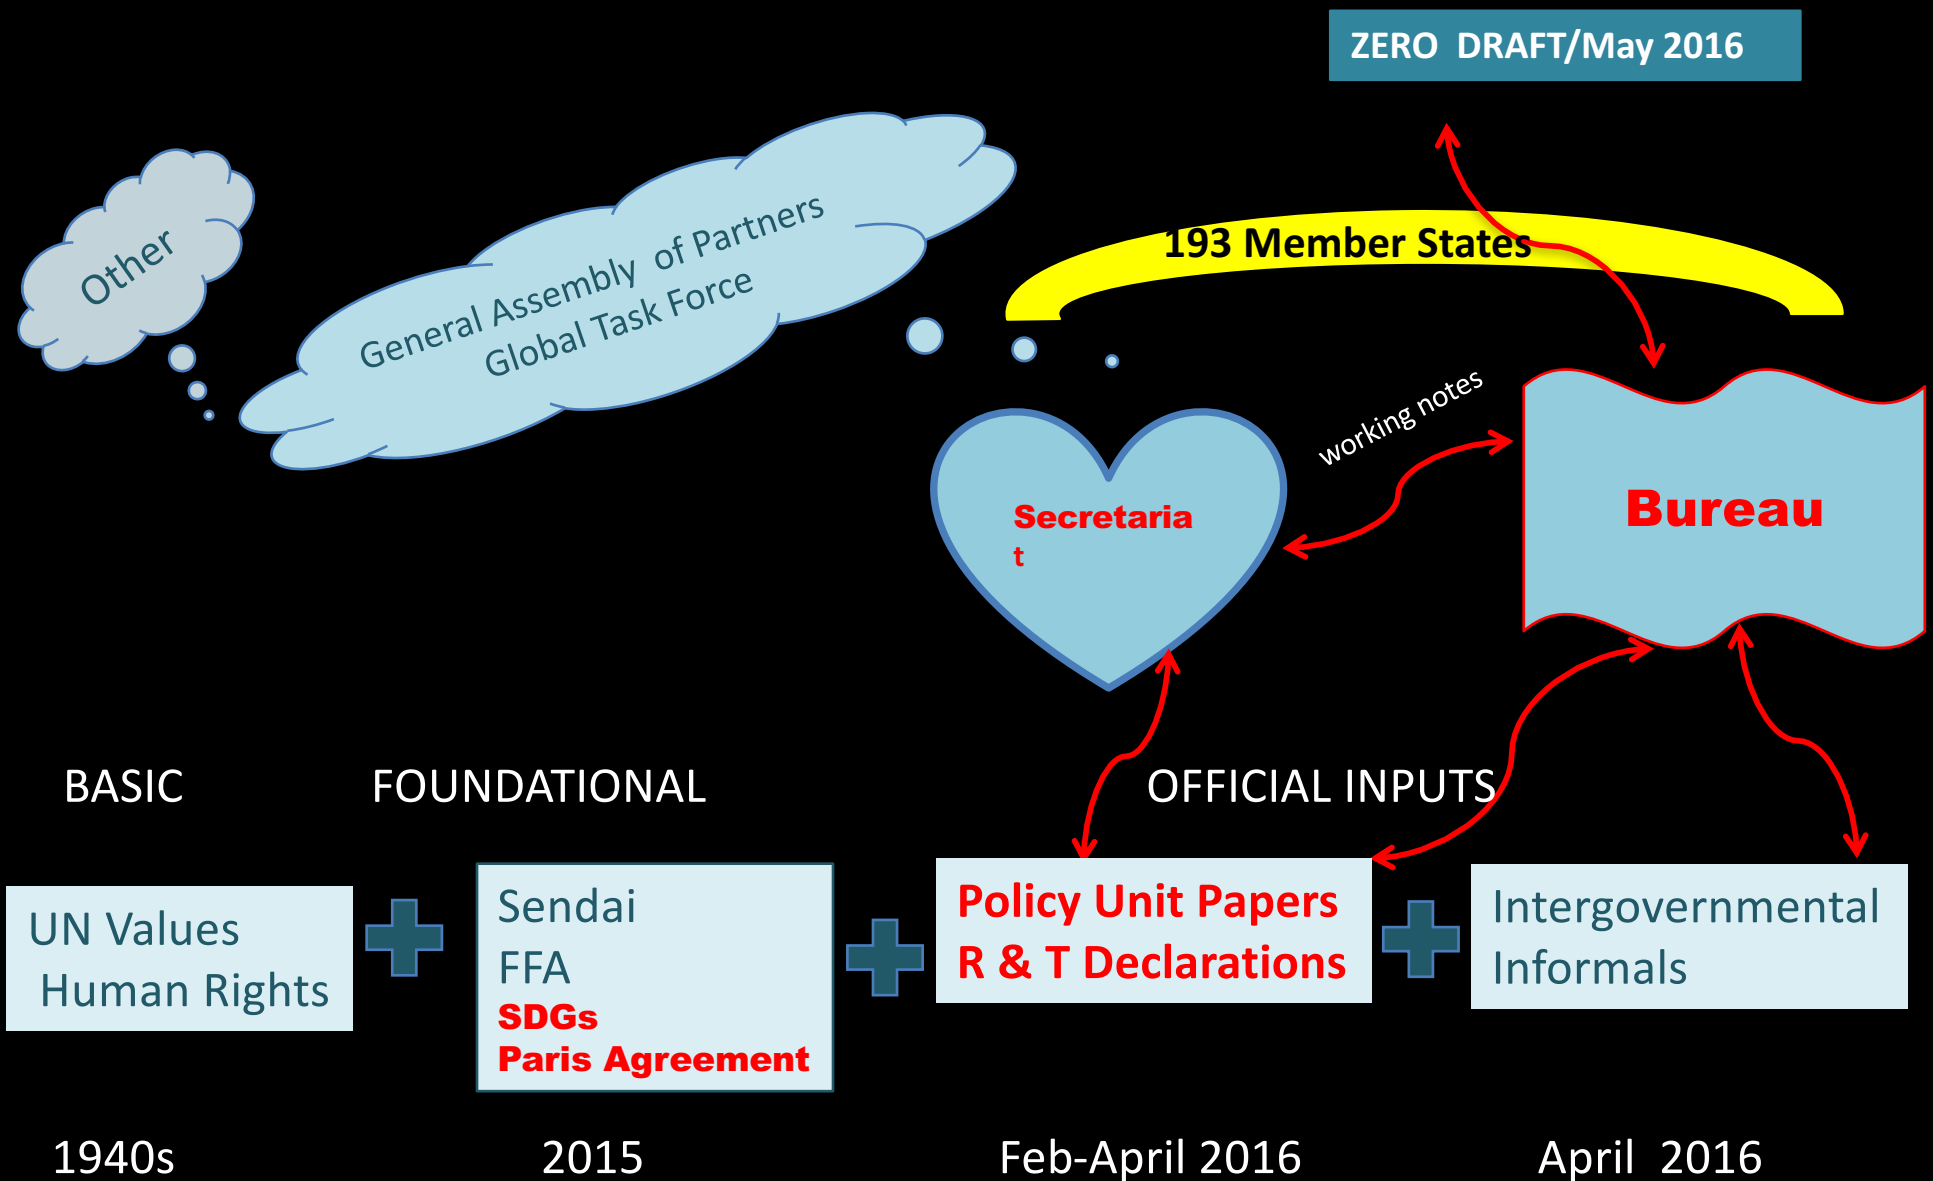 ZERO DRAFT/May 2016
Other
General Assembly of Partners
Global Task Force
193 Member States
working notes
Secretaria
t
Bureau
BASIC
FOUNDATIONAL
OFFICIAL INPUTS
UN Values
Human Rights
Sendai
FFA
SDGs
Paris Agreement
Policy Unit Papers
R & T Declarations
Intergovernmental
Informals
1940s
2015
Feb-April 2016
April 2016